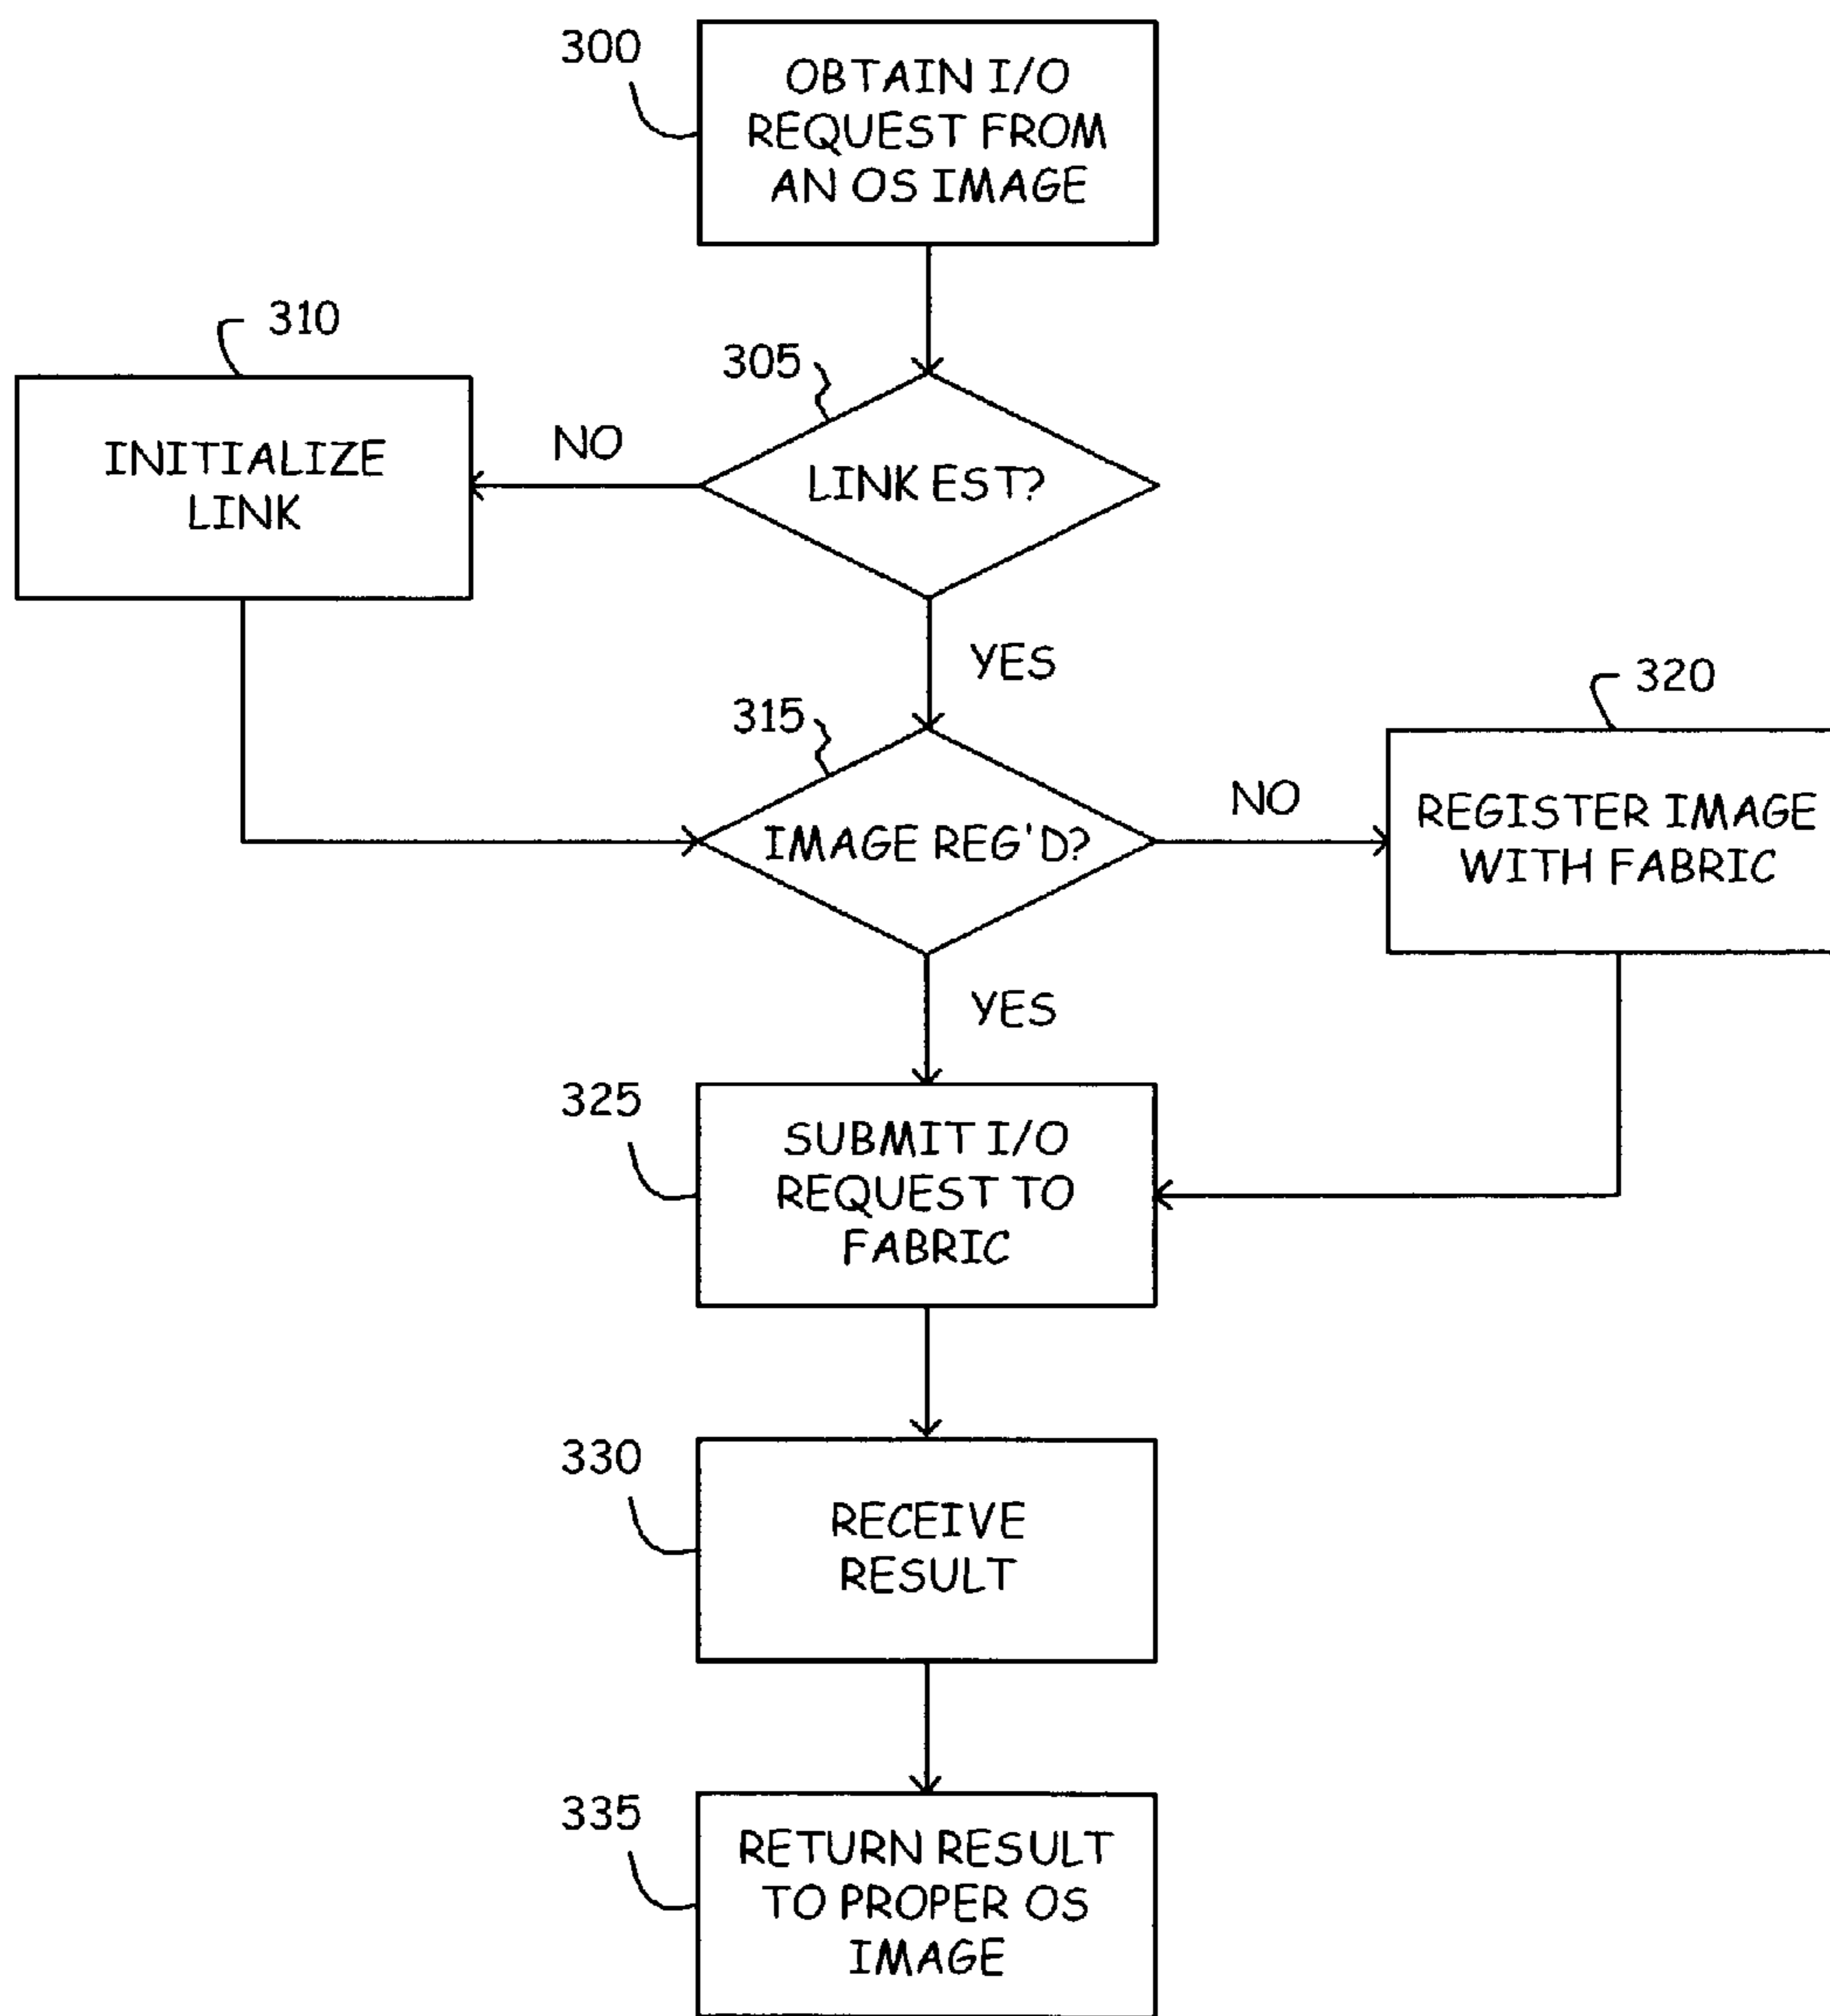 300
OBTAIN I/O
REQUEST FROM
AN OS IMAGE
310
305
INITIALIZE
LINK
NO
LINK EST?
YES
320
315
IMAGE REG'D?
NO
REGISTER IMAGE
WITH FABRIC
YES
325
SUBMIT I/O
REQUEST TO
FABRIC
330
RECEIVE
RESULT
335
RETURN RESULT
TO PROPER OS
IMAGE